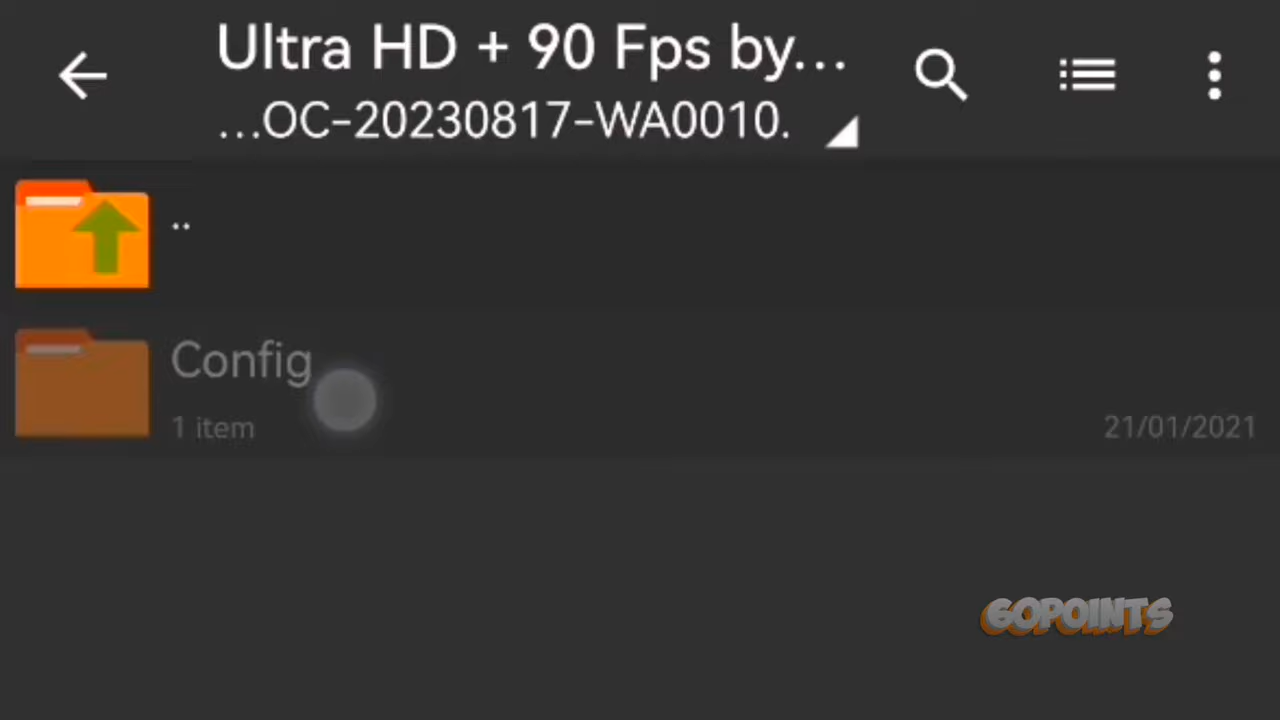 Ultra HD + 90 Fps by...
...OC-20230817-WA0010.
..
Config
1 item
21/01/2021
GOPOINTS